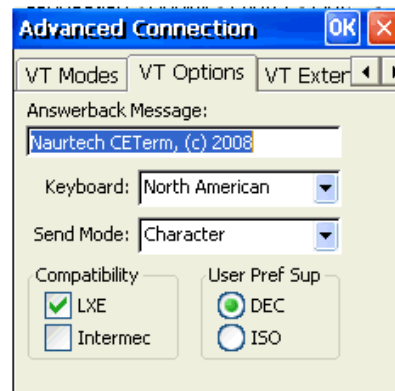 Advanced Connection OK
VT Modes VT Options VT Exter
Answerback Message:
Naurtech CETerm, (c) 2008
Keyboard: North American
Send Mode: Character
Compatibility User Pref Sup
LXE DEC
Intermec ISO